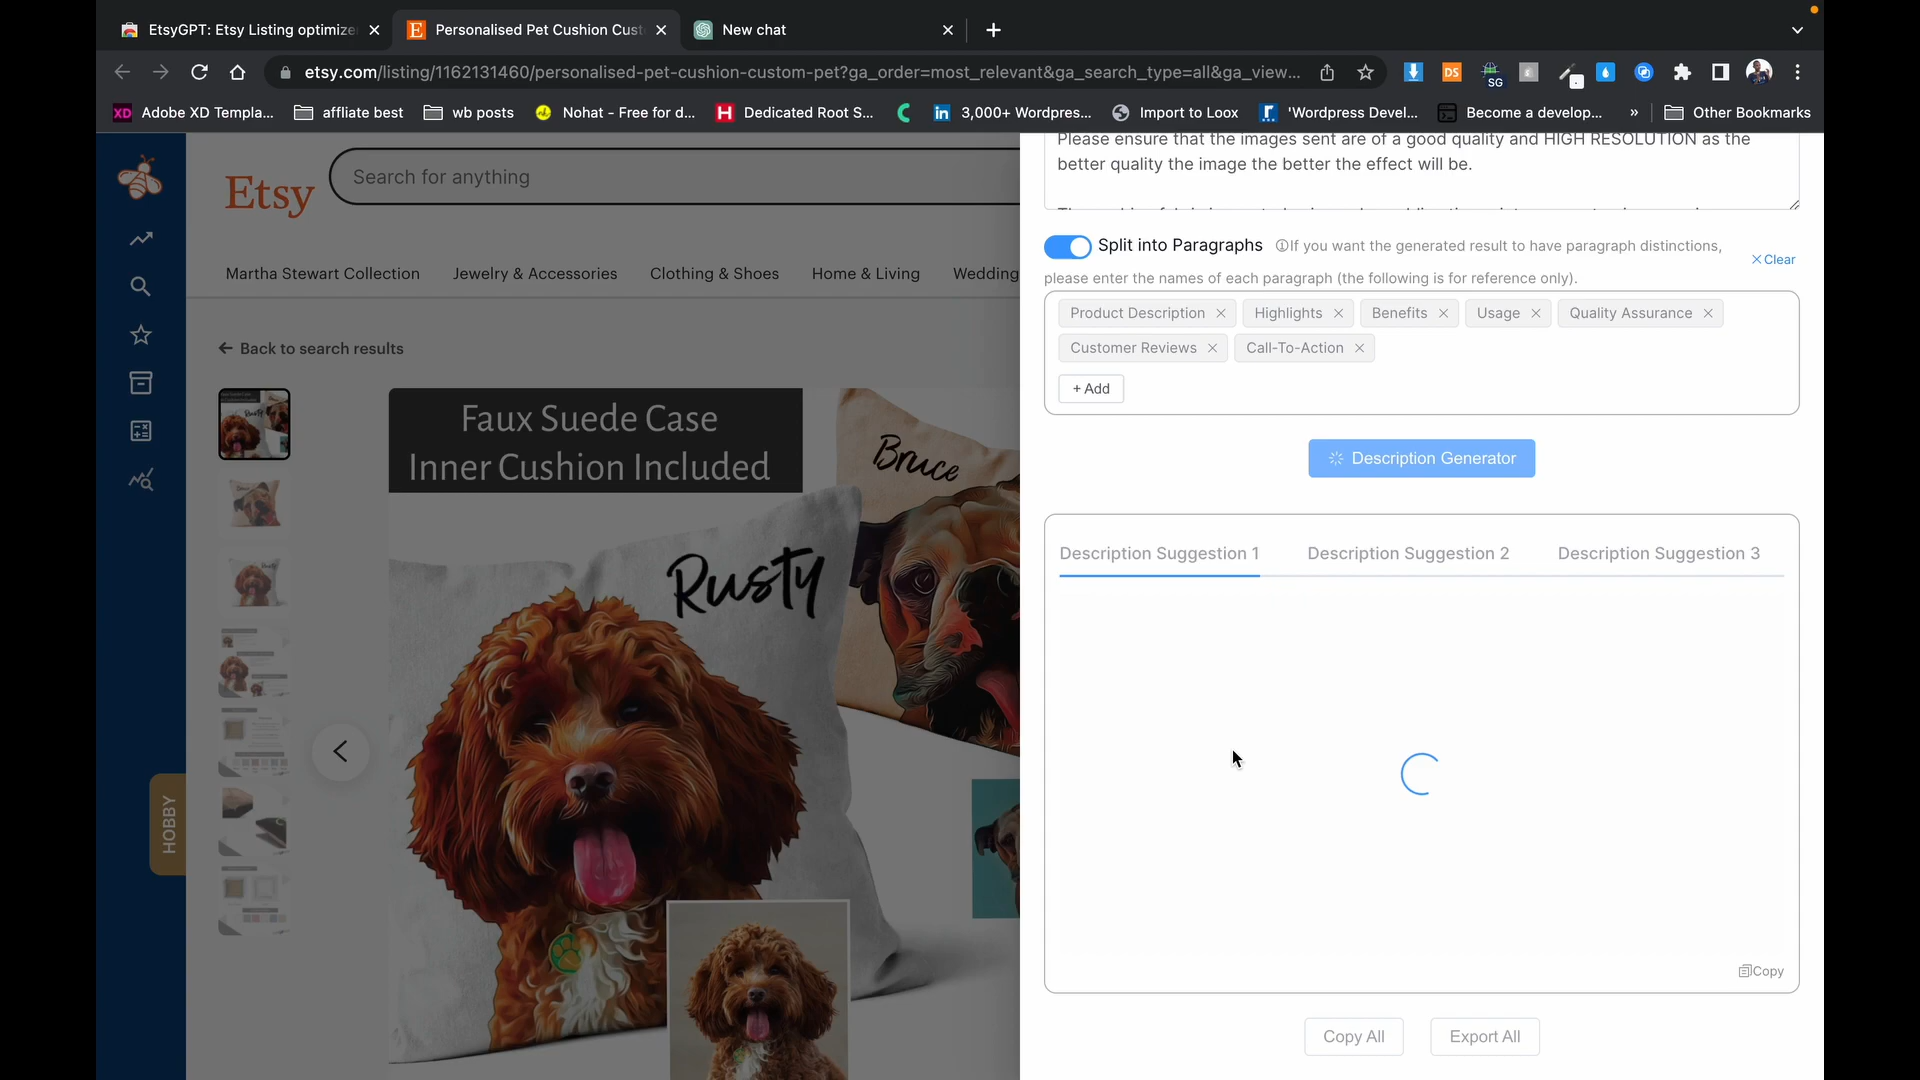 EtsyGPT: Etsy Listing optimize
Personalised Pet Cushion Cust
New chat
etsy.com/listing/1162131460/personalised-pet-cushion-custom-pet?ga_order=most_relevant&ga_search_type=all&ga_view...
DS
SG
XD Adobe XD Templa...
affliate best
wb posts
Nohat - Free for d...
H Dedicated Root S...
in 3,000+ Wordpres...
Import to Loox
'Wordpress Devel...
Become a develop...
»
Other Bookmarks
Etsy
Search for anything
Martha Stewart Collection
Jewelry & Accessories
Clothing & Shoes
Home & Living
Wedding
← Back to search results
Faux Suede Case
Inner Cushion Included
Bruce
Rusty
HOBBY
Please ensure that the images sent are of a good quality and HIGH RESOLUTION as the
better quality the image the better the effect will be.
Split into Paragraphs
If you want the generated result to have paragraph distinctions,
please enter the names of each paragraph (the following is for reference only).
Clear
Product Description
Highlights
Benefits
Usage
Quality Assurance
Customer Reviews
Call-To-Action
+ Add
Description Generator
Description Suggestion 1
Description Suggestion 2
Description Suggestion 3
Copy
Copy All
Export All